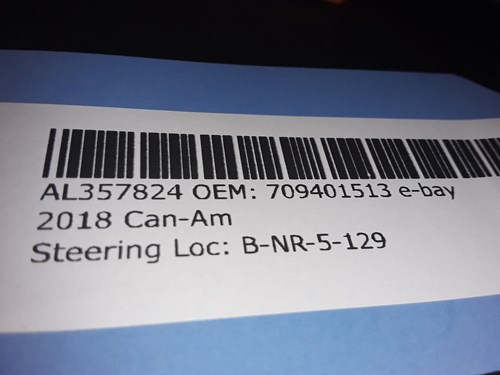 AL357824 OEM: 709401513 e-bay
2018 Can-Am
Steering Loc: B-NR-5-129